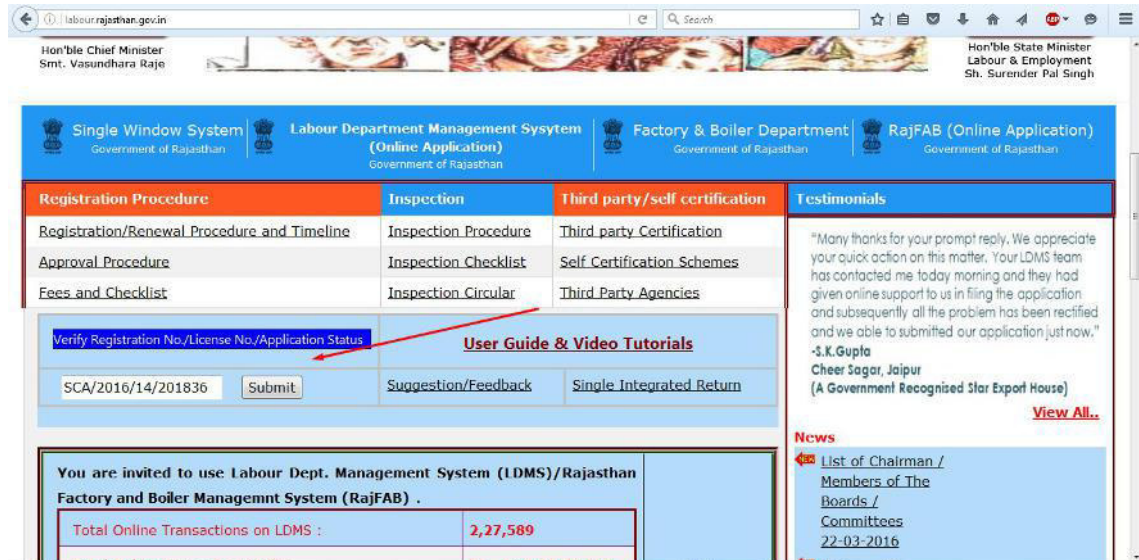 labour.rajasthan.gov.in
Search
Hon'ble Chief Minister
Smt. Vasundhara Raje
Hon'ble State Minister
Labour & Employment
Sh. Surender Pal Singh
Single Window System
Government of Rajasthan
Labour Department Management Sysytem
(Online Application)
Government of Rajasthan
Factory & Boiler Department
Government of Rajasthan
RajFAB (Online Application)
Government of Rajasthan
Registration Procedure
Inspection
Third party/self certification
Registration/Renewal Procedure and Timeline
Inspection Procedure
Third party Certification
Approval Procedure
Inspection Checklist
Self Certification Schemes
Fees and Checklist
Inspection Circular
Third Party Agencies
Verify Registration No./License No./Application Status
User Guide & Video Tutorials
SCA/2016/14/201836
Submit
Suggestion/Feedback
Single Integrated Return
You are invited to use Labour Dept. Management System (LDMS)/Rajasthan
Factory and Boiler Managemnt System (RajFAB) .
Total Online Transactions on LDMS :
2,27,589
Testimonials
"Many thanks for your prompt reply. We appreciate
your quick action on this matter. Your LDMS team
has contacted me today morning and they had
given online support to us in filing the application
and subsequently all the problem has been rectified
and we able to submitted our application just now."
-S.K.Gupta
Cheer Sagar, Jaipur
(A Government Recognised Star Export House)
View All..
News
NEW
List of Chairman /
Members of The
Boards /
Committees
22-03-2016